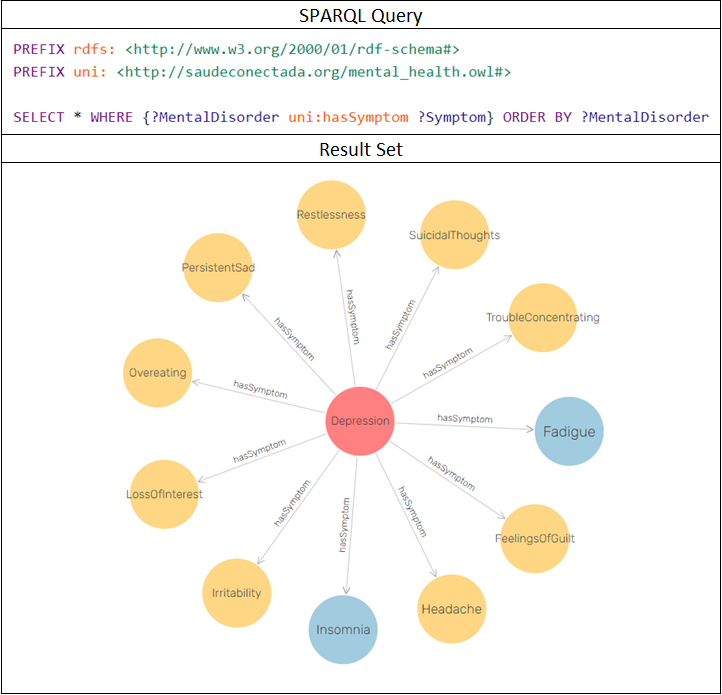 SPARQL Query
PREFIX rdfs: <http://www.w3.org/2000/01/rdf-schema#>
PREFIX uni: <http://saudeconectada.org/mental_health.owl#>
SELECT * WHERE {?MentalDisorder uni:hasSymptom ?Symptom} ORDER BY ?MentalDisorder
Result Set
Restlessness
SuicidalThoughts
PersistentSad
hasSymptom
hasSymptom
TroubleConcentrating
hasSymptom
hasSymptom
Overeating
hasSymptom
Depression
hasSymptom
Fadigue
hasSymptom
hasSymptom
LossOfInterest
hasSymptom
hasSymptom
hasSymptom
FeelingsOfGuilt
Irritability
Headache
Insomnia